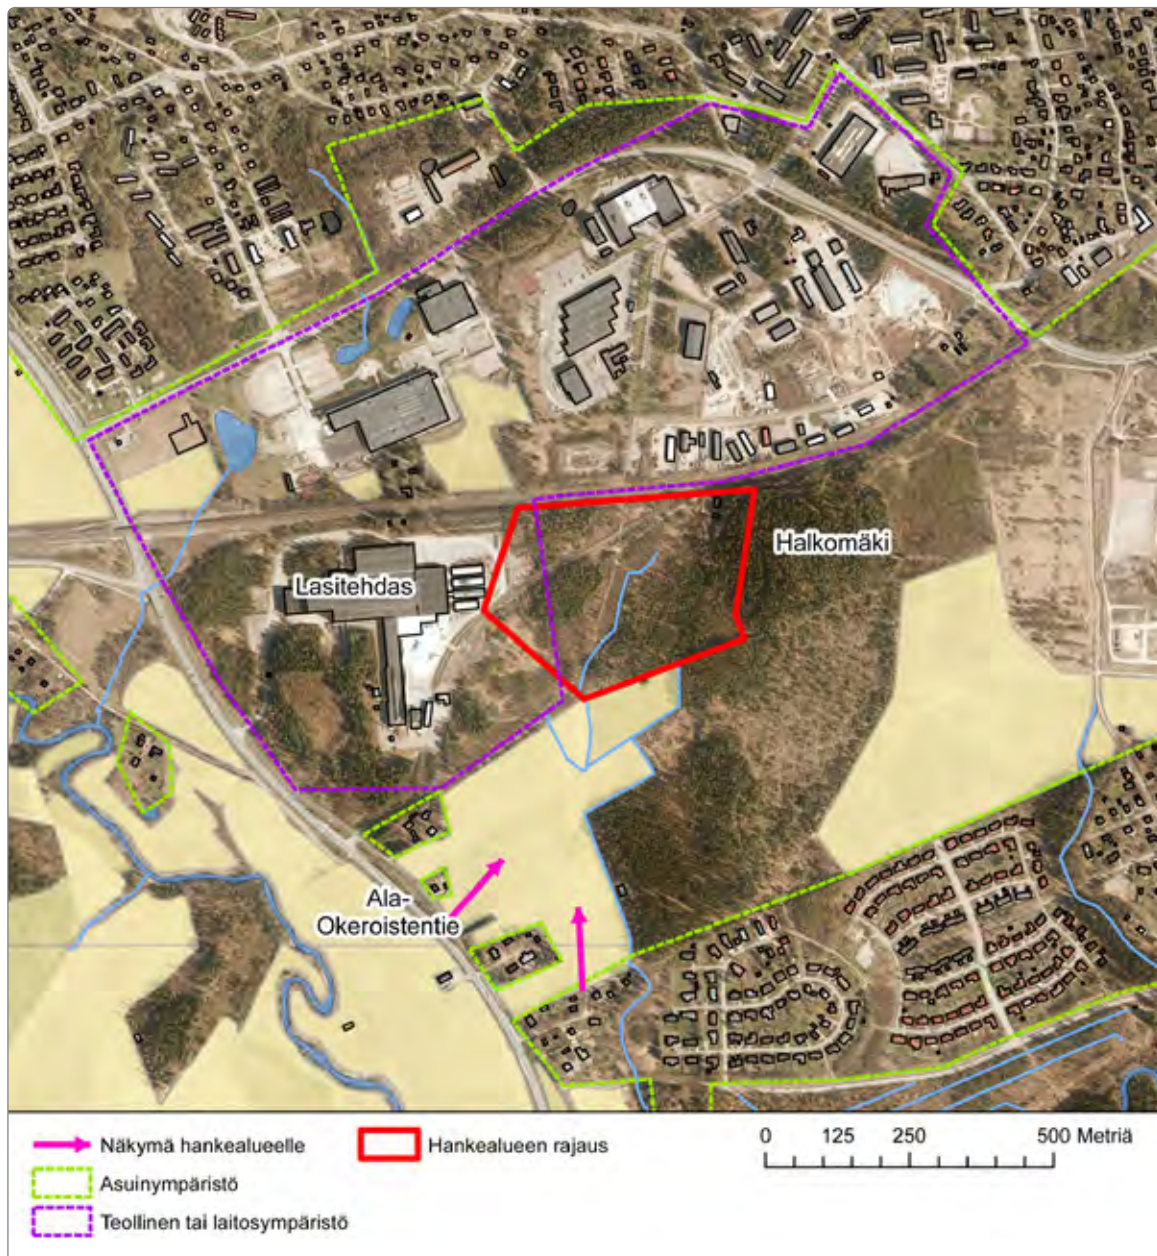 Halkomäki
Lasitehdas
Ala-
Okeroistentie
Näkymä hankealueelle
Hankealueen rajaus
Asuinympäristö
Teollinen tai laitosympäristö
0 125 250 500 Metriä